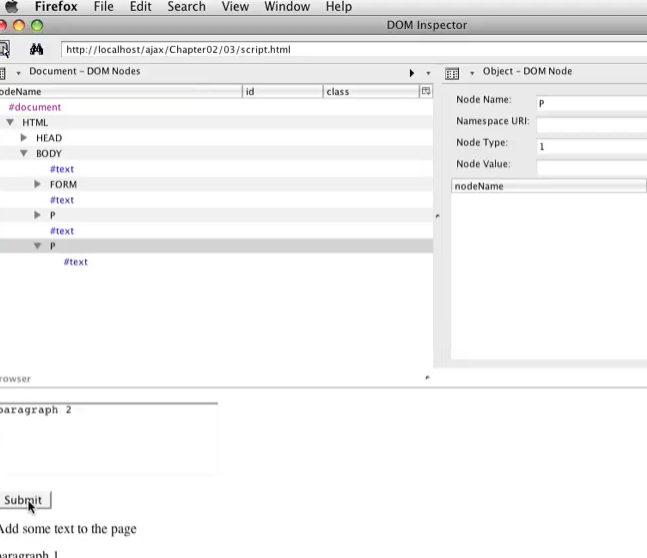 Firefox File Edit Search View Window Help
DOM Inspector
http://localhost/ajax/Chapter02/03/script.html
Document – DOM Nodes
Object – DOM Node
odeName id class
#document
HTML
HEAD
BODY
#text
FORM
#text
P
#text
P
#text
Node Name: P
Namespace URI:
Node Type: 1
Node Value:
nodeName
rowser
paragraph 2
Submit
Add some text to the page
paragraph 1